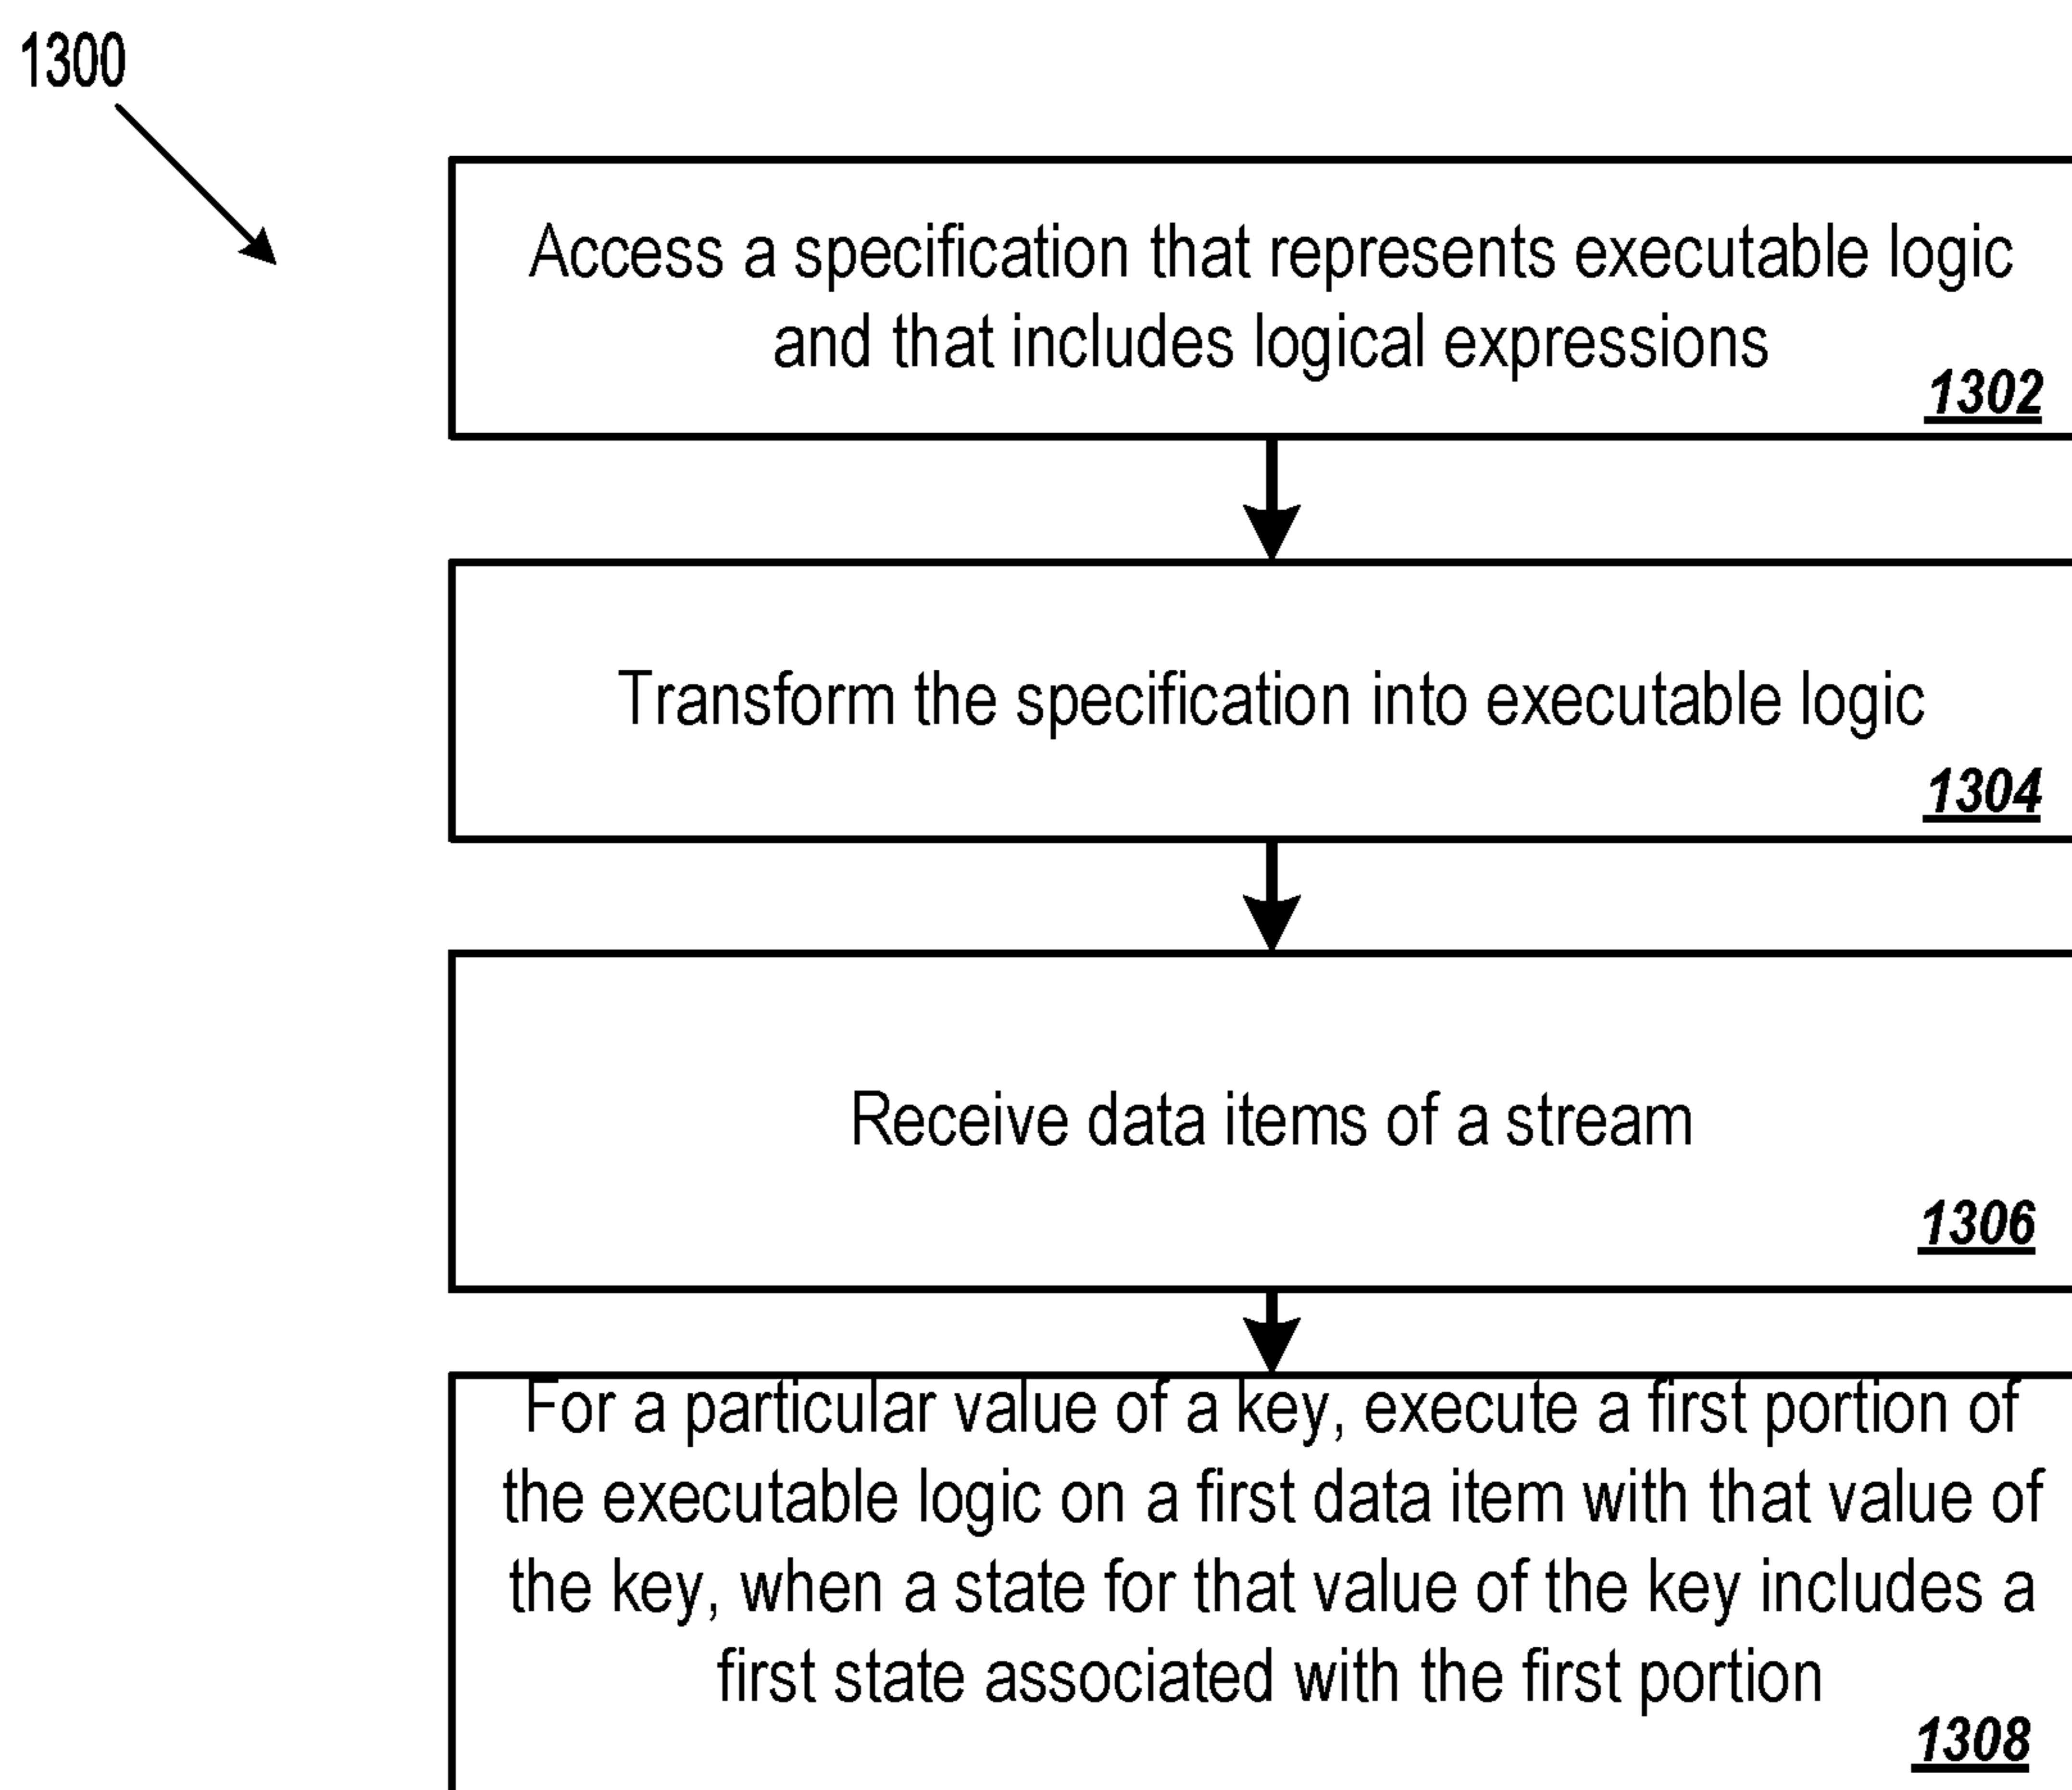 1300
Access a specification that represents executable logic
and that includes logical expressions
1302
Transform the specification into executable logic
1304
Receive data items of a stream
1306
For a particular value of a key, execute a first portion of
the executable logic on a first data item with that value of
the key, when a state for that value of the key includes a
first state associated with the first portion
1308